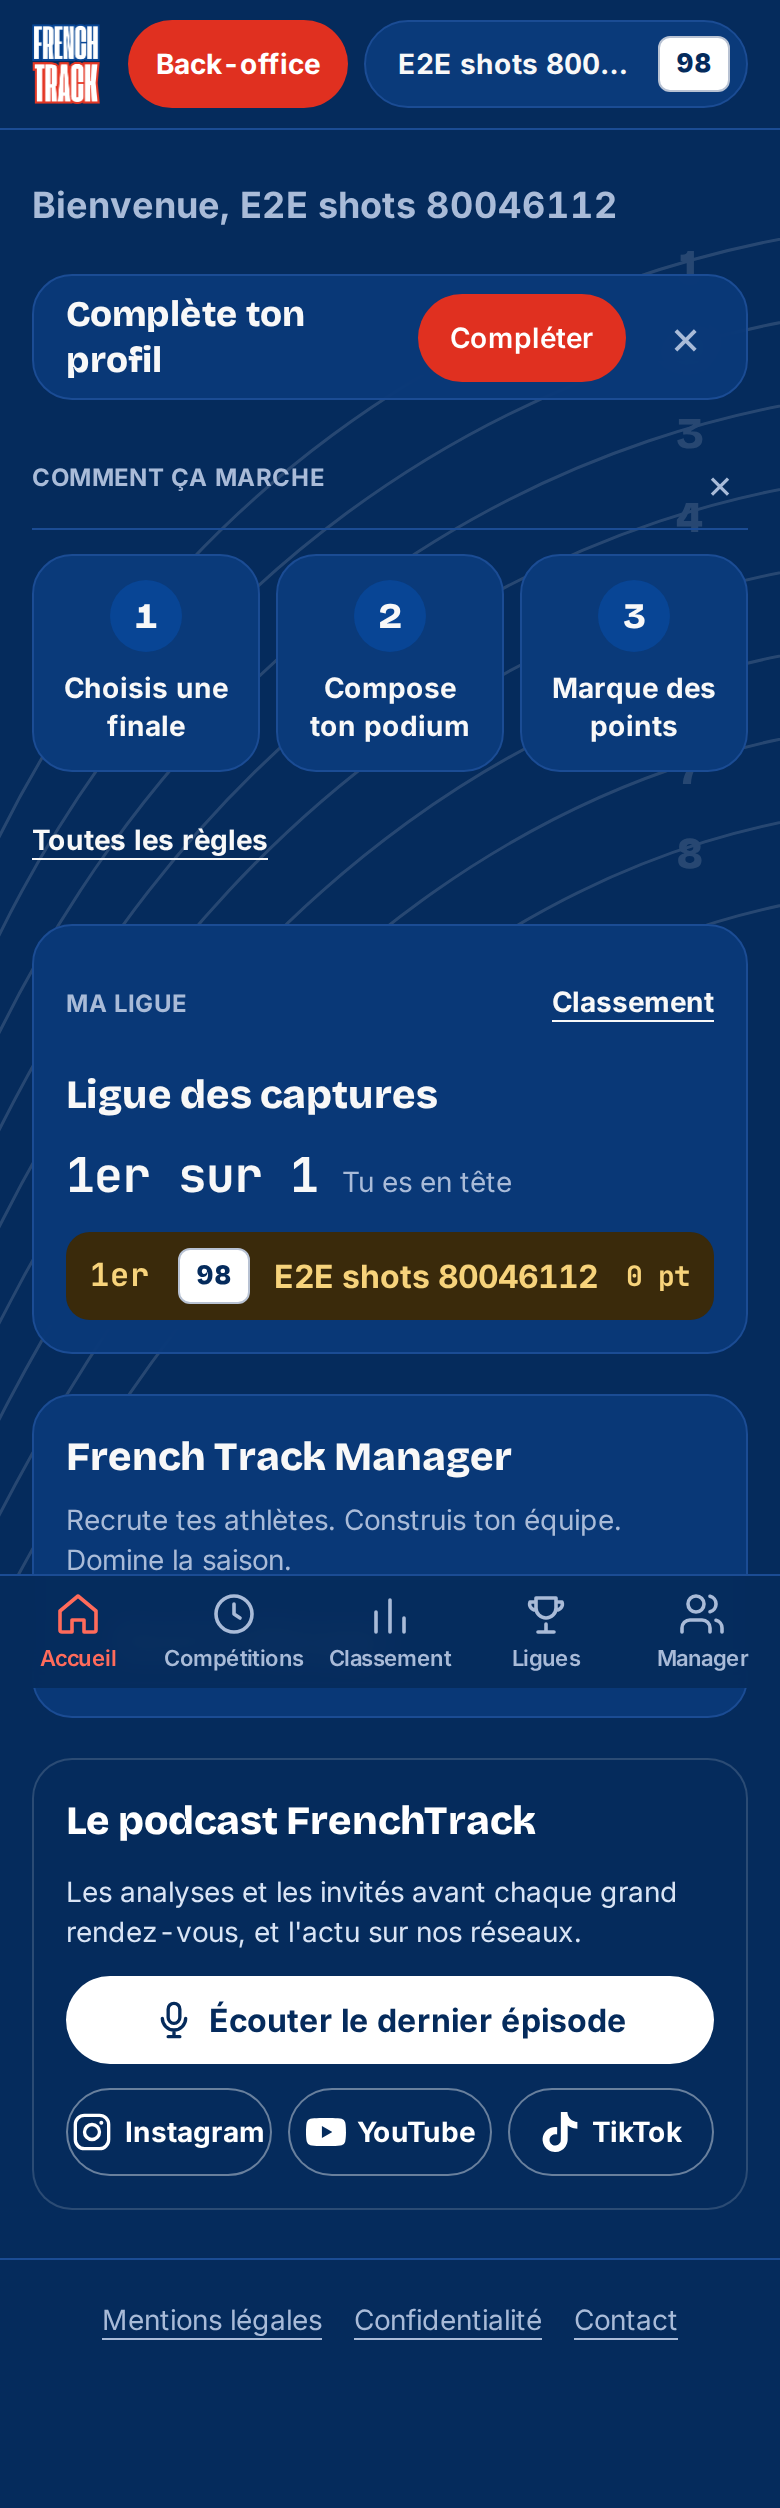 FRENCH
TRACK
Back-office
E2E shots 800...
98
Bienvenue, E2E shots 80046112
1
Complète ton
profil
Compléter
3
COMMENT ÇA MARCHE
4
1
2
3
Choisis une
finale
Compose
ton podium
Marque des
points
7
Toutes les règles
8
MA LIGUE
Classement
Ligue des captures
1er sur 1
Tu es en tête
1er
98
E2E shots 80046112
0 pt
French Track Manager
Recrute tes athlètes. Construis ton équipe.
Domine la saison.
Accueil
Compétitions
Classement
Ligues
Manager
Le podcast FrenchTrack
Les analyses et les invités avant chaque grand
rendez-vous, et l'actu sur nos réseaux.
Écouter le dernier épisode
Instagram
YouTube
TikTok
Mentions légales
Confidentialité
Contact